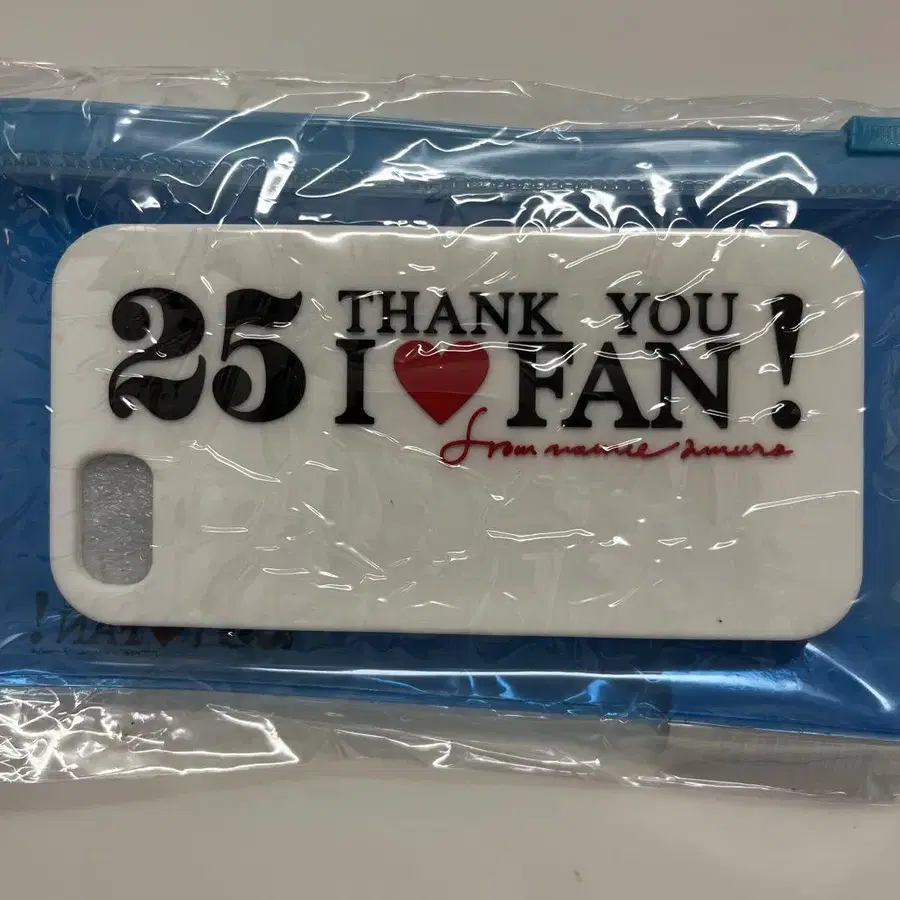 25 THANK YOU
I ♥ FAN!
from namie amuro